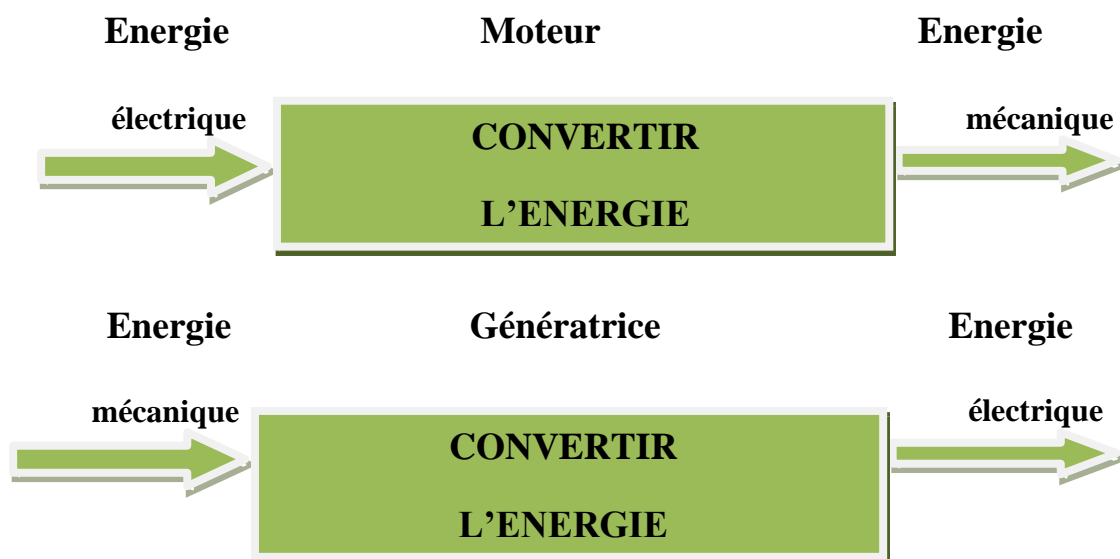 Energie Moteur Energie
électrique mécanique
CONVERTIR
L’ENERGIE
Energie Génératrice Energie
mécanique électrique
CONVERTIR
L’ENERGIE